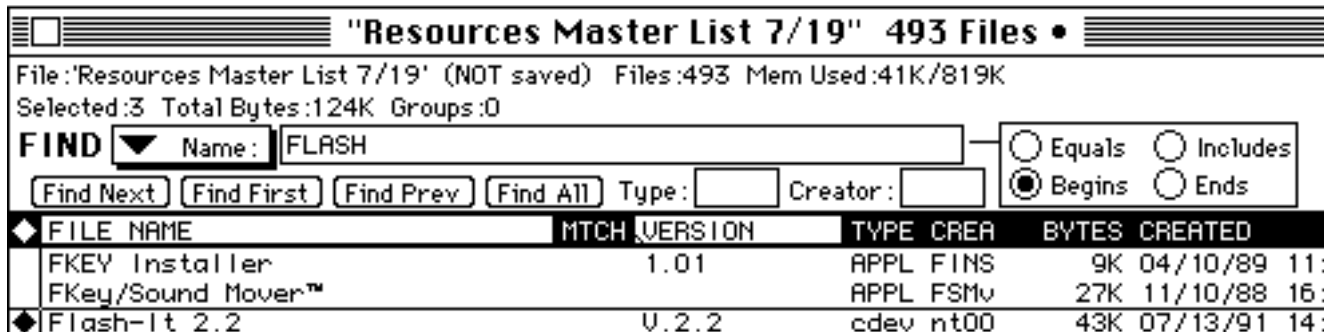 "Resources Master List 7/19" 493 Files •
File:'Resources Master List 7/19' (NOT saved) Files:493 Mem Used:41K/819K
Selected:3 Total Bytes:124K Groups:0
FIND ▼ Name: FLASH Equals Includes
Find Next Find First Find Prev Find All Type: Creator: Begins Ends
FILE NAME MTCH VERSION TYPE CREA BYTES CREATED
FKEY Installer 1.01 APPL FINS 9K 04/10/89 11:
FKey/Sound Mover™ APPL FSMv 27K 11/10/88 16:
Flash-It 2.2 V.2.2 cdev nt00 43K 07/13/91 14: